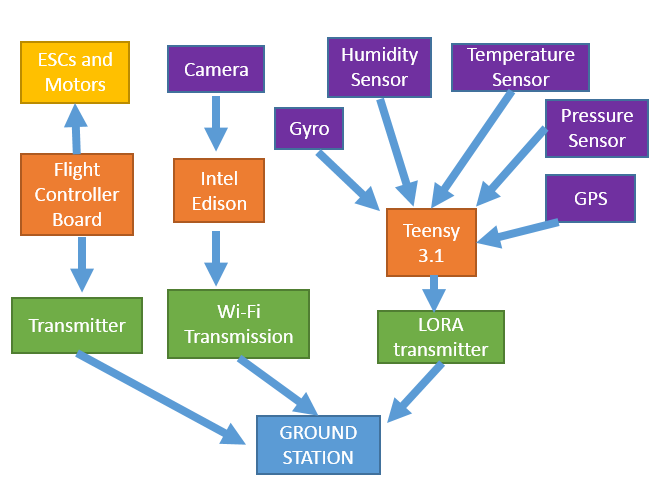 ESCs and
Motors
Camera
Humidity
Sensor
Temperature
Sensor
Gyro
Pressure
Sensor
Flight
Controller
Board
Intel
Edison
GPS
Teensy
3.1
Transmitter
Wi-Fi
Transmission
LORA
transmitter
GROUND
STATION